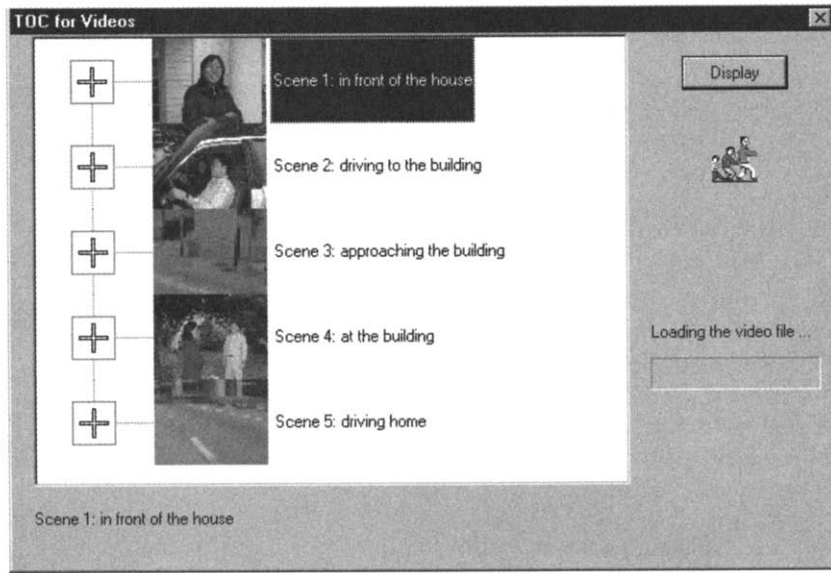 TOC for Videos
Scene 1: in front of the house
Display
Scene 2: driving to the building
Scene 3: approaching the building
Scene 4: at the building
Loading the video file ...
Scene 5: driving home
Scene 1: in front of the house